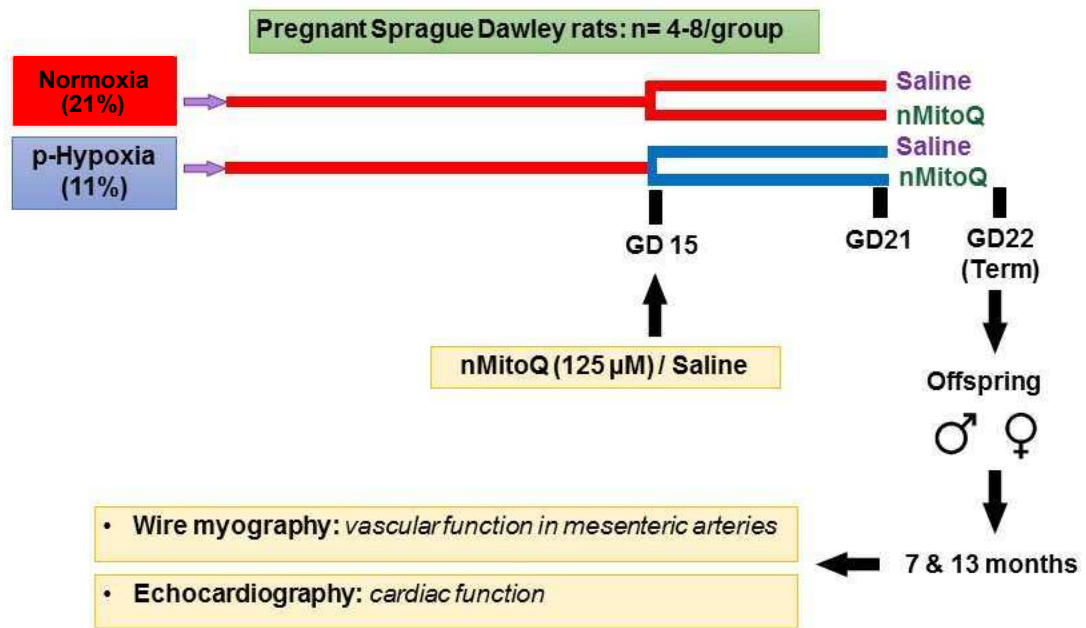 Pregnant Sprague Dawley rats: n= 4-8/group
Normoxia
(21%)
Saline
nMitoQ
p-Hypoxia
(11%)
Saline
nMitoQ
GD 15
GD21
GD22
(Term)
nMitoQ (125 µM) / Saline
Offspring
♂ ♀
7 & 13 months
• Wire myography: vascular function in mesenteric arteries
• Echocardiography: cardiac function